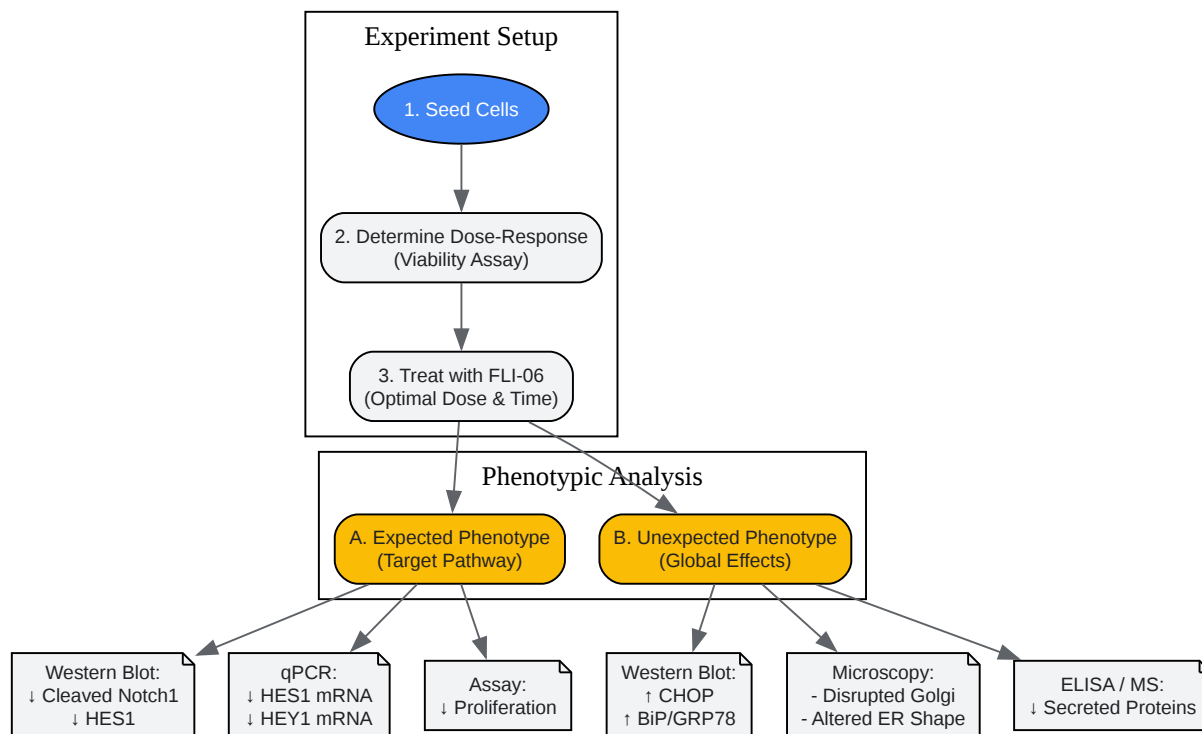 Experiment Setup
1. Seed Cells
2. Determine Dose-Response
(Viability Assay)
3. Treat with FLI-06
(Optimal Dose & Time)
Phenotypic Analysis
A. Expected Phenotype
(Target Pathway)
B. Unexpected Phenotype
(Global Effects)
Western Blot:
↓ Cleaved Notch1
↓ HES1
qPCR:
↓ HES1 mRNA
↓ HEY1 mRNA
Assay:
↓ Proliferation
Western Blot:
↑ CHOP
↑ BiP/GRP78
Microscopy:
- Disrupted Golgi
- Altered ER Shape
ELISA / MS:
↓ Secreted Proteins